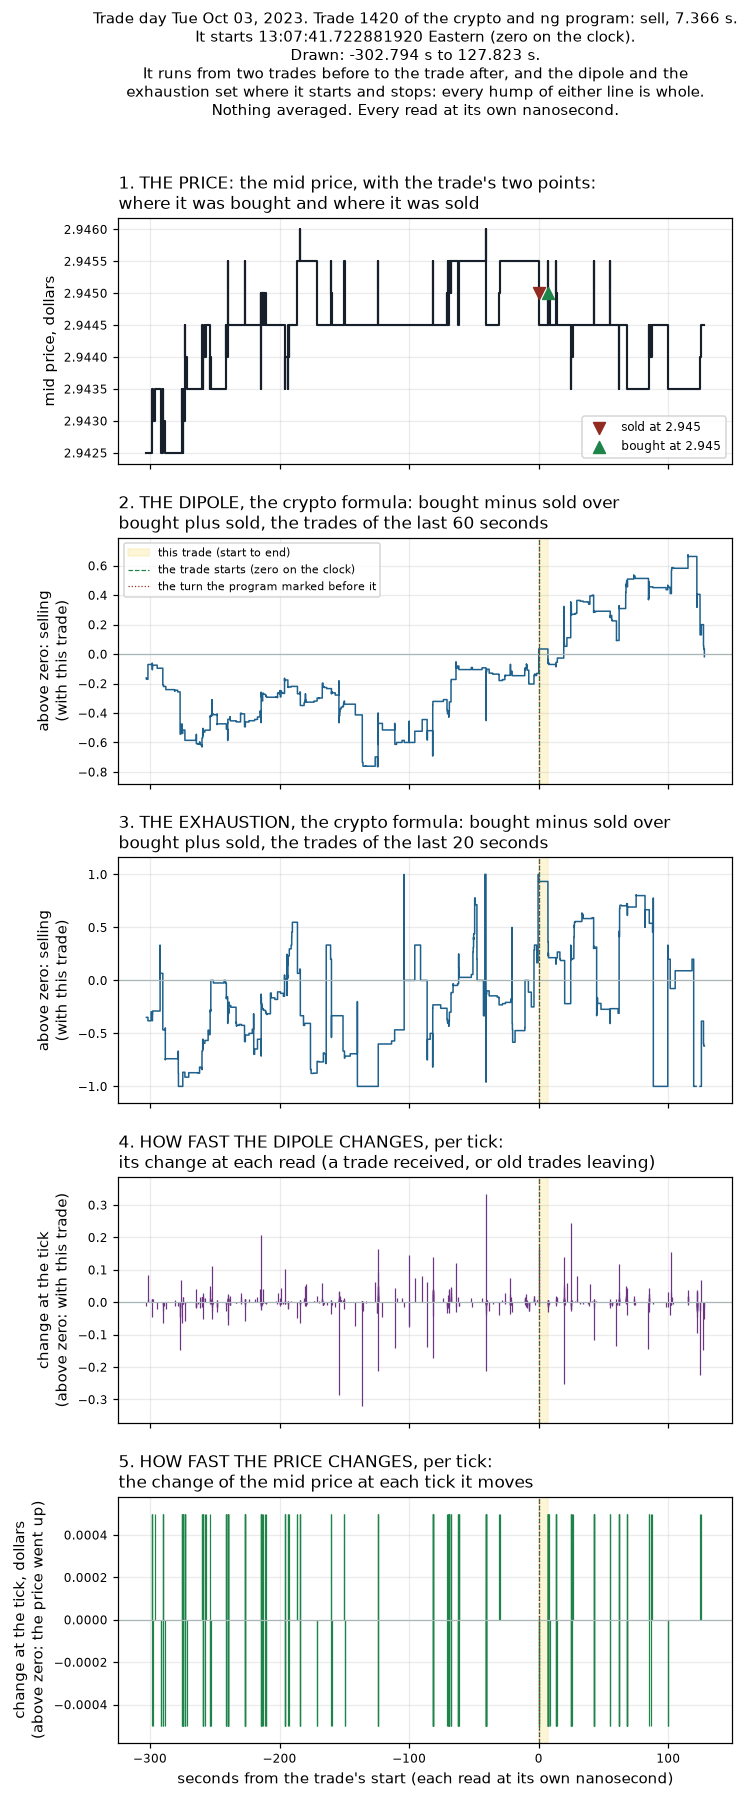 Trade day Tue Oct 03, 2023. Trade 1420 of the crypto and ng program: sell, 7.366 s.
It starts 13:07:41.722881920 Eastern (zero on the clock).
Drawn: -302.794 s to 127.823 s.
It runs from two trades before to the trade after, and the dipole and the
exhaustion set where it starts and stops: every hump of either line is whole.
Nothing averaged. Every read at its own nanosecond.
1. THE PRICE: the mid price, with the trade's two points:
where it was bought and where it was sold
mid price, dollars
2.9460
2.9455
2.9450
2.9445
2.9440
2.9435
2.9430
2.9425
sold at 2.945
bought at 2.945
2. THE DIPOLE, the crypto formula: bought minus sold over
bought plus sold, the trades of the last 60 seconds
above zero: selling
(with this trade)
0.6
0.4
0.2
0.0
−0.2
−0.4
−0.6
−0.8
this trade (start to end)
the trade starts (zero on the clock)
the turn the program marked before it
3. THE EXHAUSTION, the crypto formula: bought minus sold over
bought plus sold, the trades of the last 20 seconds
above zero: selling
(with this trade)
1.0
0.5
0.0
−0.5
−1.0
4. HOW FAST THE DIPOLE CHANGES, per tick:
its change at each read (a trade received, or old trades leaving)
change at the tick
(above zero: with this trade)
0.3
0.2
0.1
0.0
−0.1
−0.2
−0.3
5. HOW FAST THE PRICE CHANGES, per tick:
the change of the mid price at each tick it moves
change at the tick, dollars
(above zero: the price went up)
0.0004
0.0002
0.0000
−0.0002
−0.0004
−300
−200
−100
0
100
seconds from the trade's start (each read at its own nanosecond)